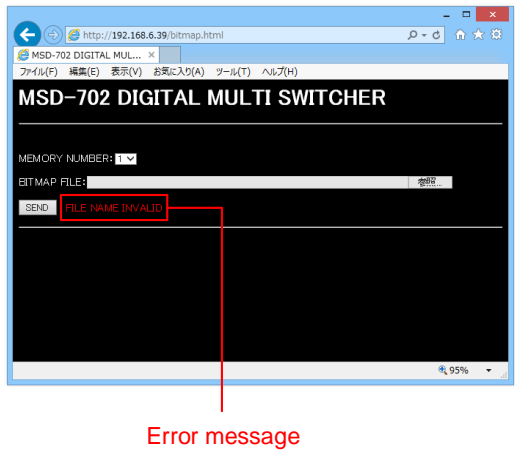 http://192.168.6.39/bitmap.html
MSD-702 DIGITAL MUL...
ファイル(F) 編集(E) 表示(V) お気に入り(A) ツール(T) ヘルプ(H)
MSD-702 DIGITAL MULTI SWITCHER
MEMORY NUMBER: 1
BITMAP FILE: 参照...
SEND FILE NAME INVALID
95%
Error message